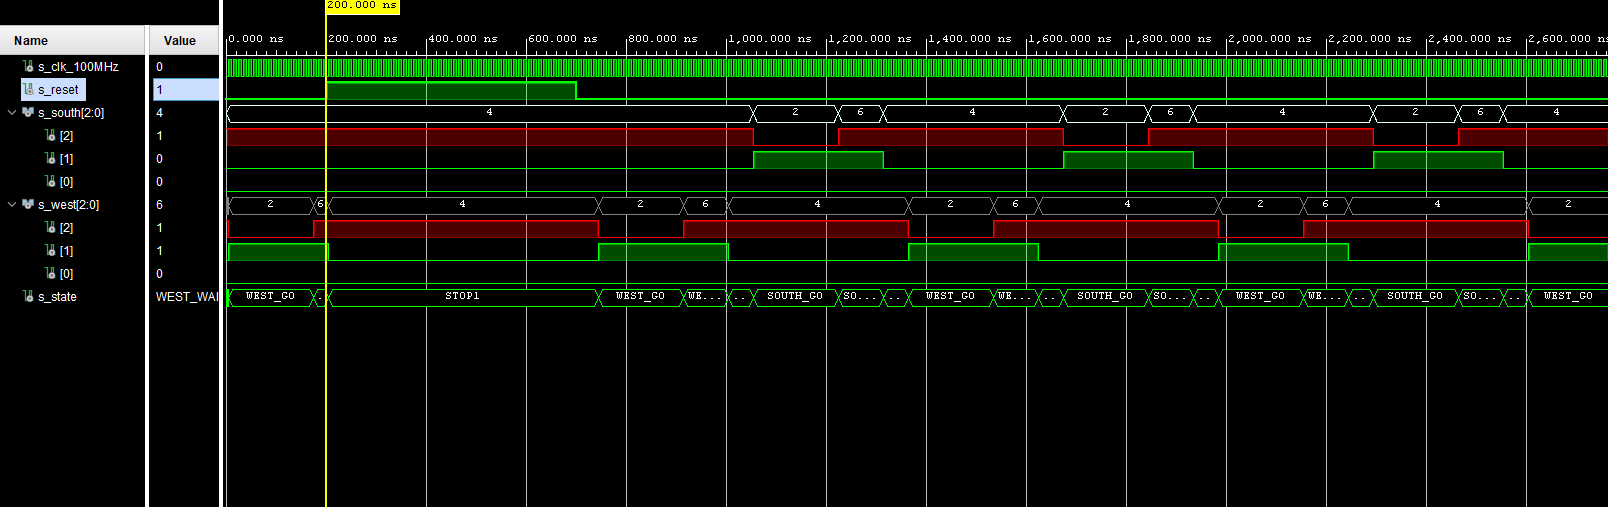 200.000 ns
Name Value
0.000 ns 200.000 ns 400.000 ns 600.000 ns 800.000 ns 1,000.000 ns 1,200.000 ns 1,400.000 ns 1,600.000 ns 1,800.000 ns 2,000.000 ns 2,200.000 ns 2,400.000 ns 2,600.000
s_clk_100MHz 0
s_reset 1
s_south[2:0] 4 4 2 6 4 2 6 4 2 6 4
[2] 1
[1] 0
[0] 0
s_west[2:0] 6 2 6 4 2 6 4 2 6 4 2 6 4 2
[2] 1
[1] 1
[0] 0
s_state WEST_WAI WEST_GO . STOP1 WEST_GO WE... .. SOUTH_GO SO... .. WEST_GO WE... .. SOUTH_GO SO... .. WEST_GO WE... .. SOUTH_GO SO... .. WEST_GO